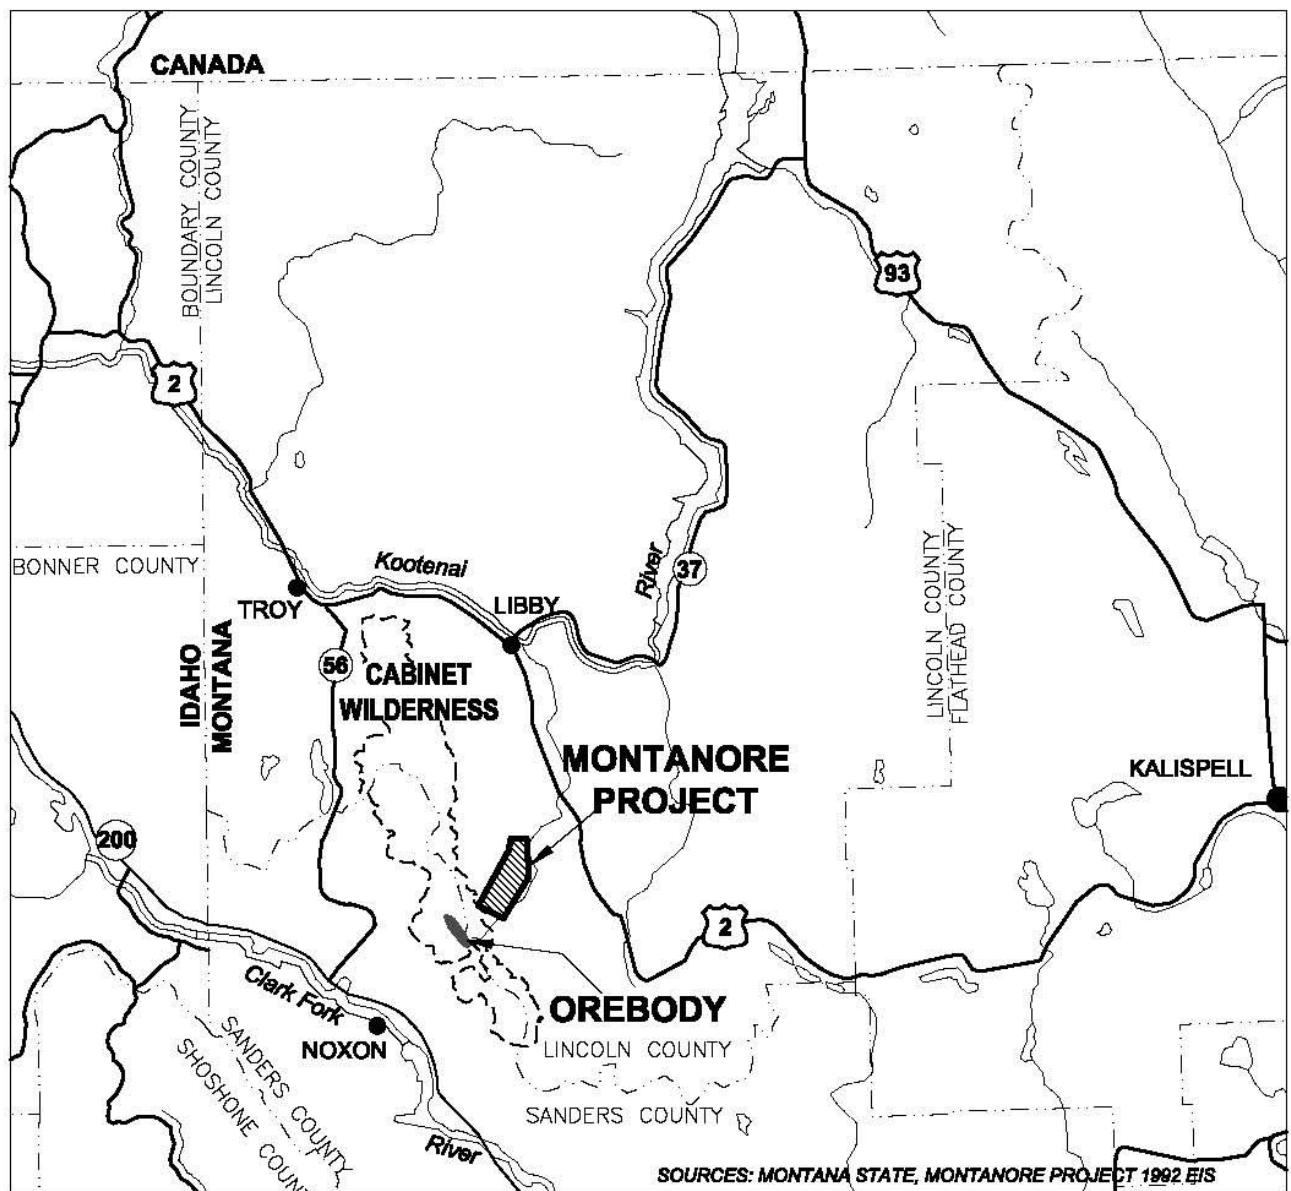 CANADA
BOUNDARY COUNTY
LINCOLN COUNTY
93
2
BONNER COUNTY
Kootenai
River
37
LINCOLN COUNTY
FLATHEAD COUNTY
TROY
LIBBY
IDAHO
MONTANA
56
CABINET
WILDERNESS
MONTANORE
PROJECT
KALISPELL
200
2
Clark Fork
OREBODY
NOXON
LINCOLN COUNTY
SANDERS COUNTY
SANDERS COUNTY
SHOSHONE COUNT
River
SOURCES: MONTANA STATE, MONTANORE PROJECT 1992 EIS